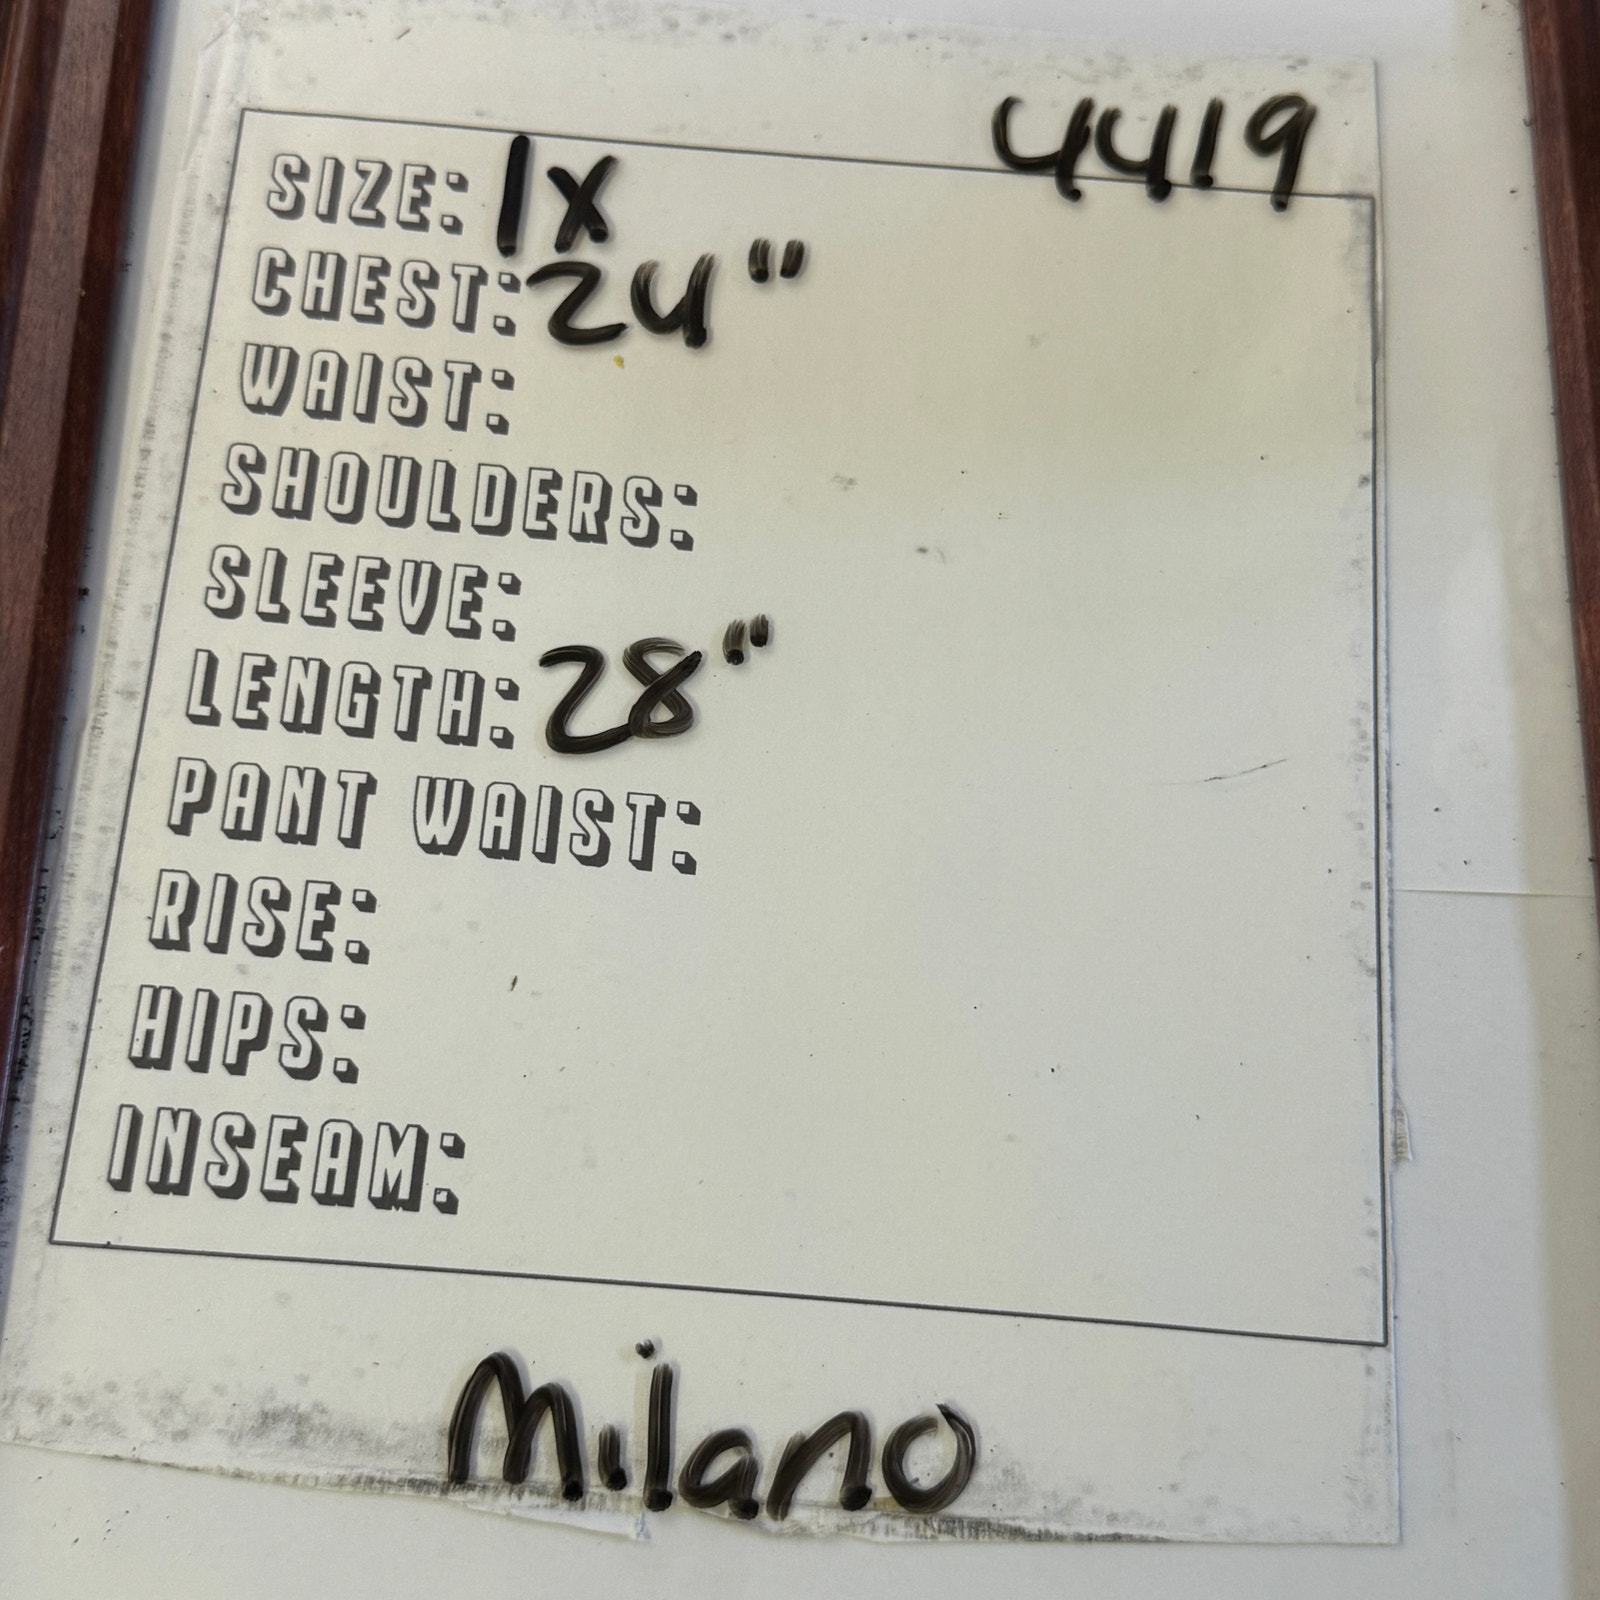 4419
SIZE: 1X
CHEST: 24"
WAIST:
SHOULDERS:
SLEEVE:
LENGTH: 28"
PANT WAIST:
RISE:
HIPS:
INSEAM:
Milano